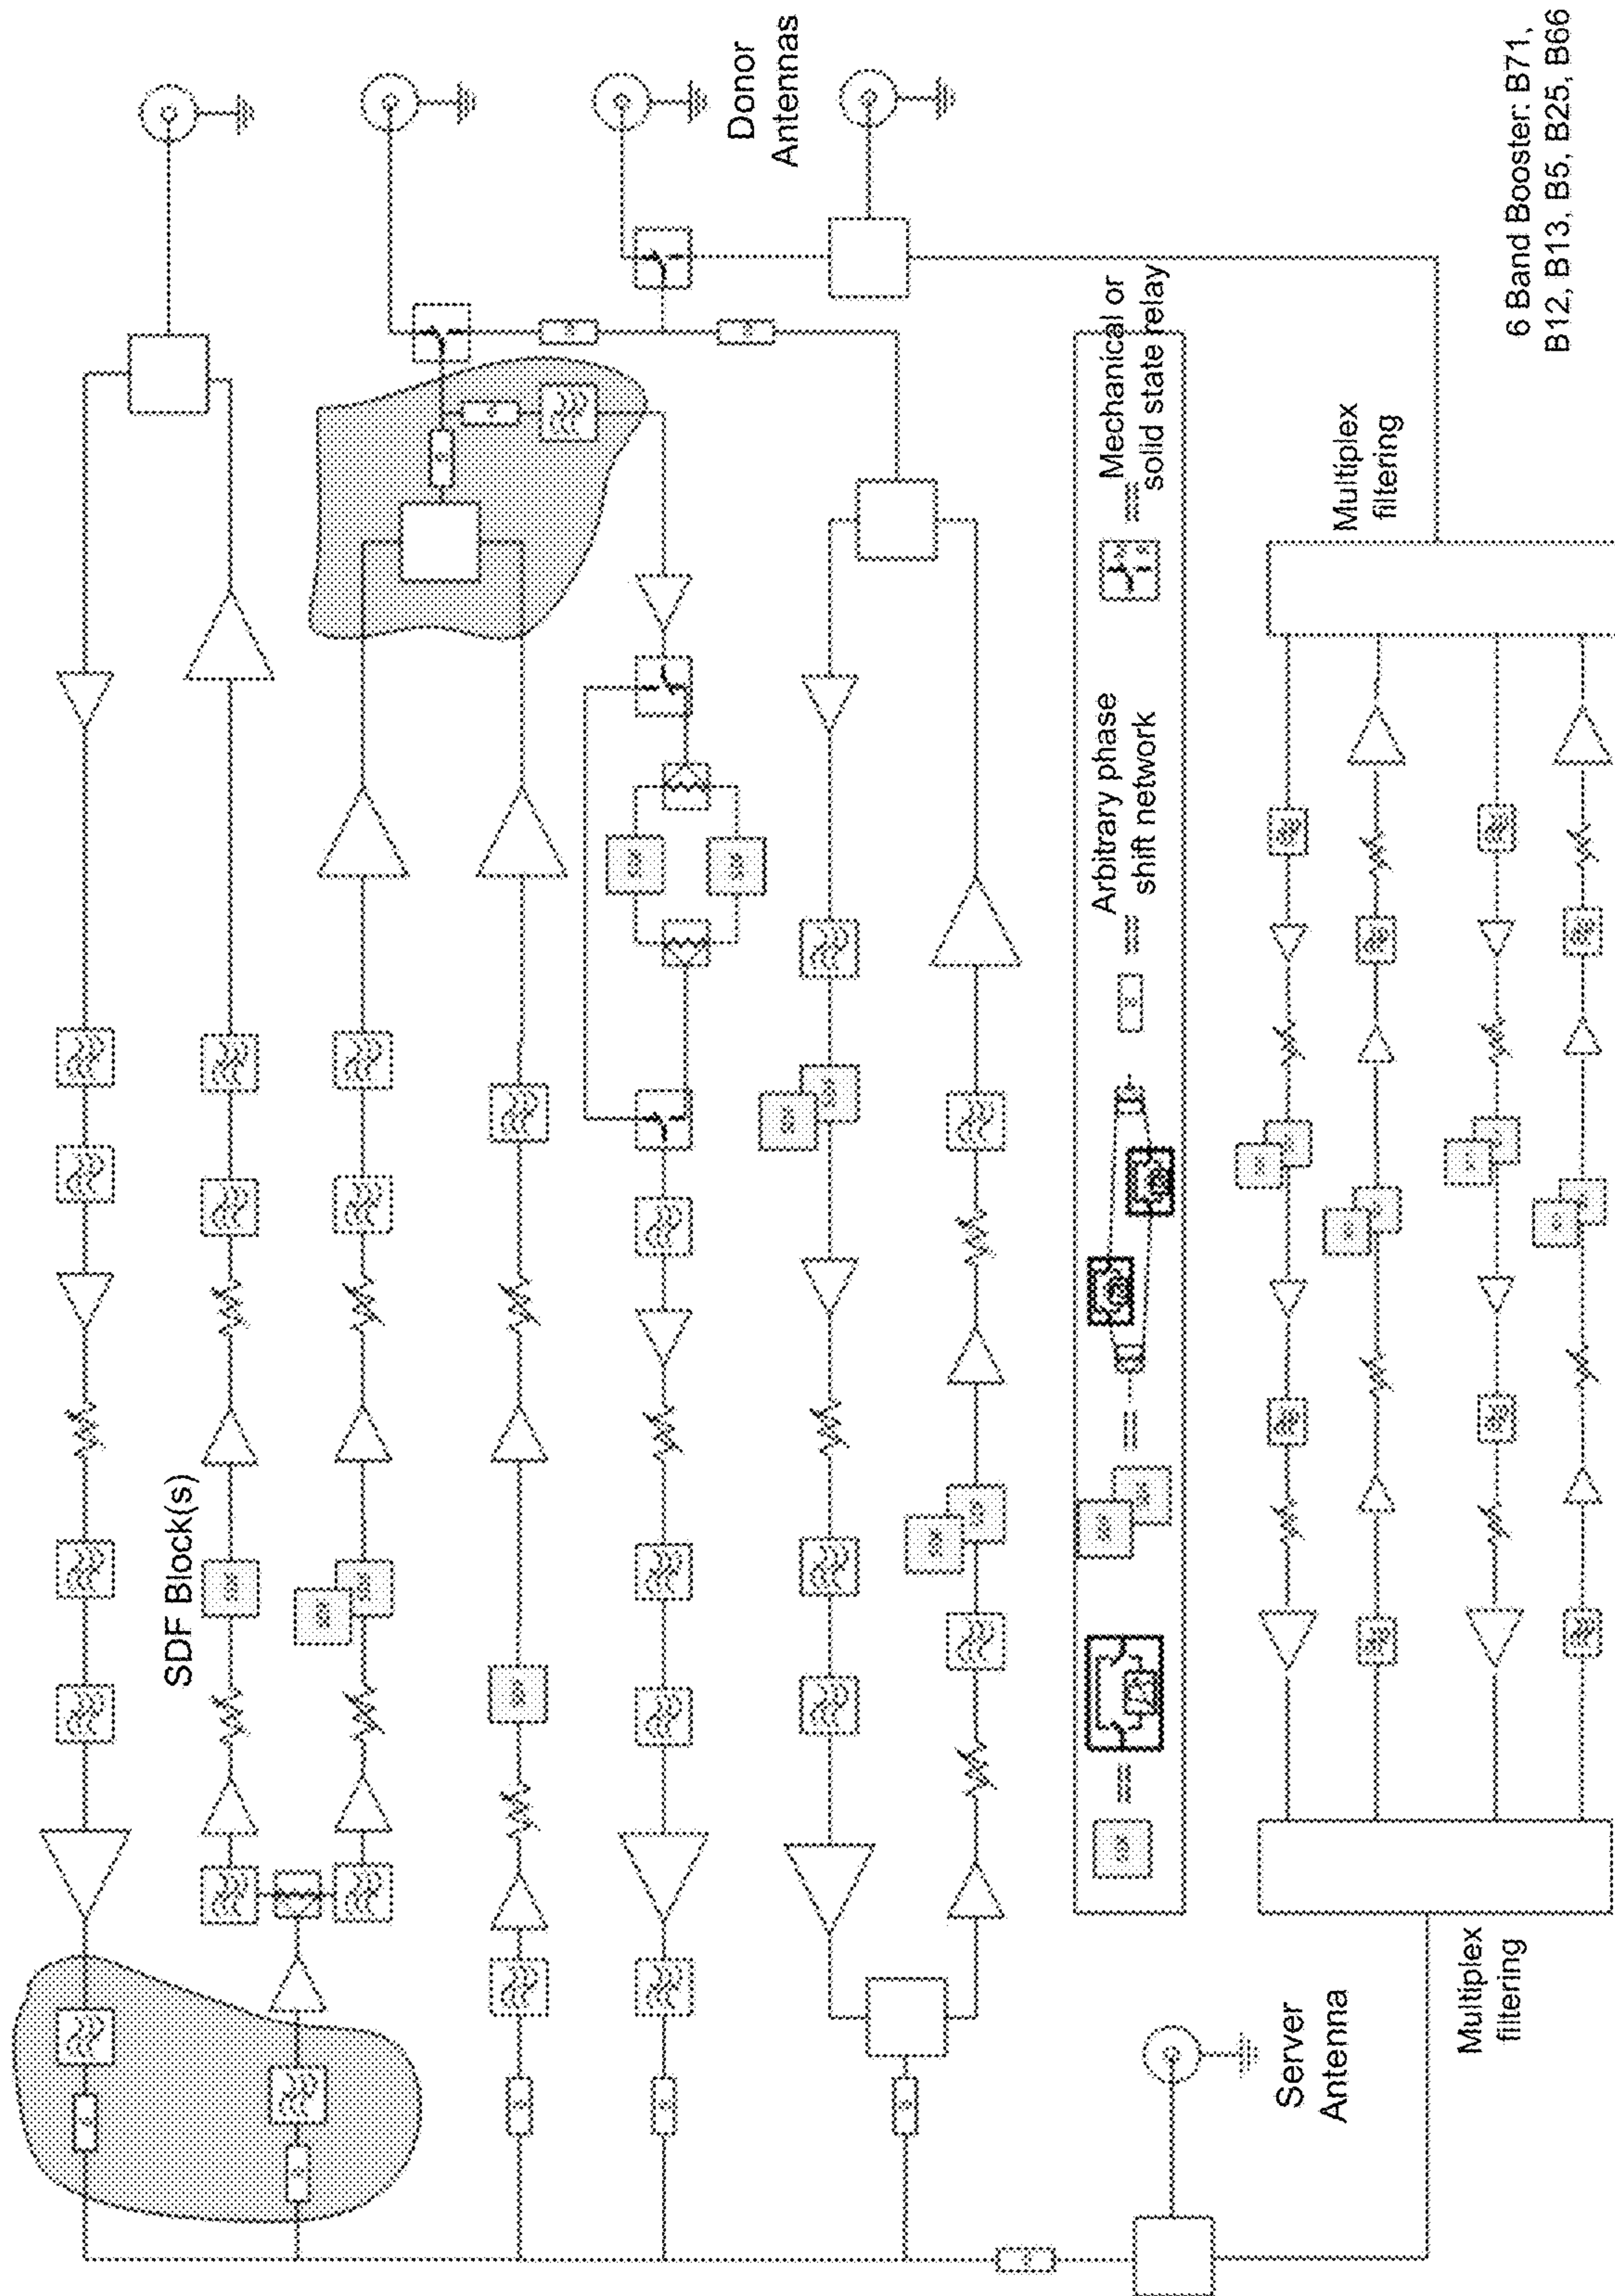 SDF Block(s)
Donor
Antennas
Arbitrary phase
shift network
Mechanical or
solid state relay
Server
Antenna
Multiplex
filtering
Multiplex
filtering
6 Band Booster: B71,
B12, B13, B5, B25, B66